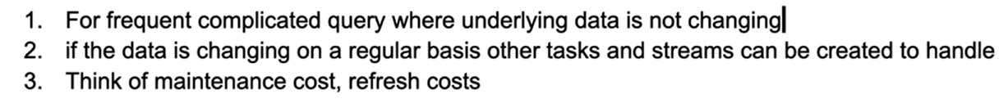 1. For frequent complicated query where underlying data is not changing
2. if the data is changing on a regular basis other tasks and streams can be created to handle
3. Think of maintenance cost, refresh costs